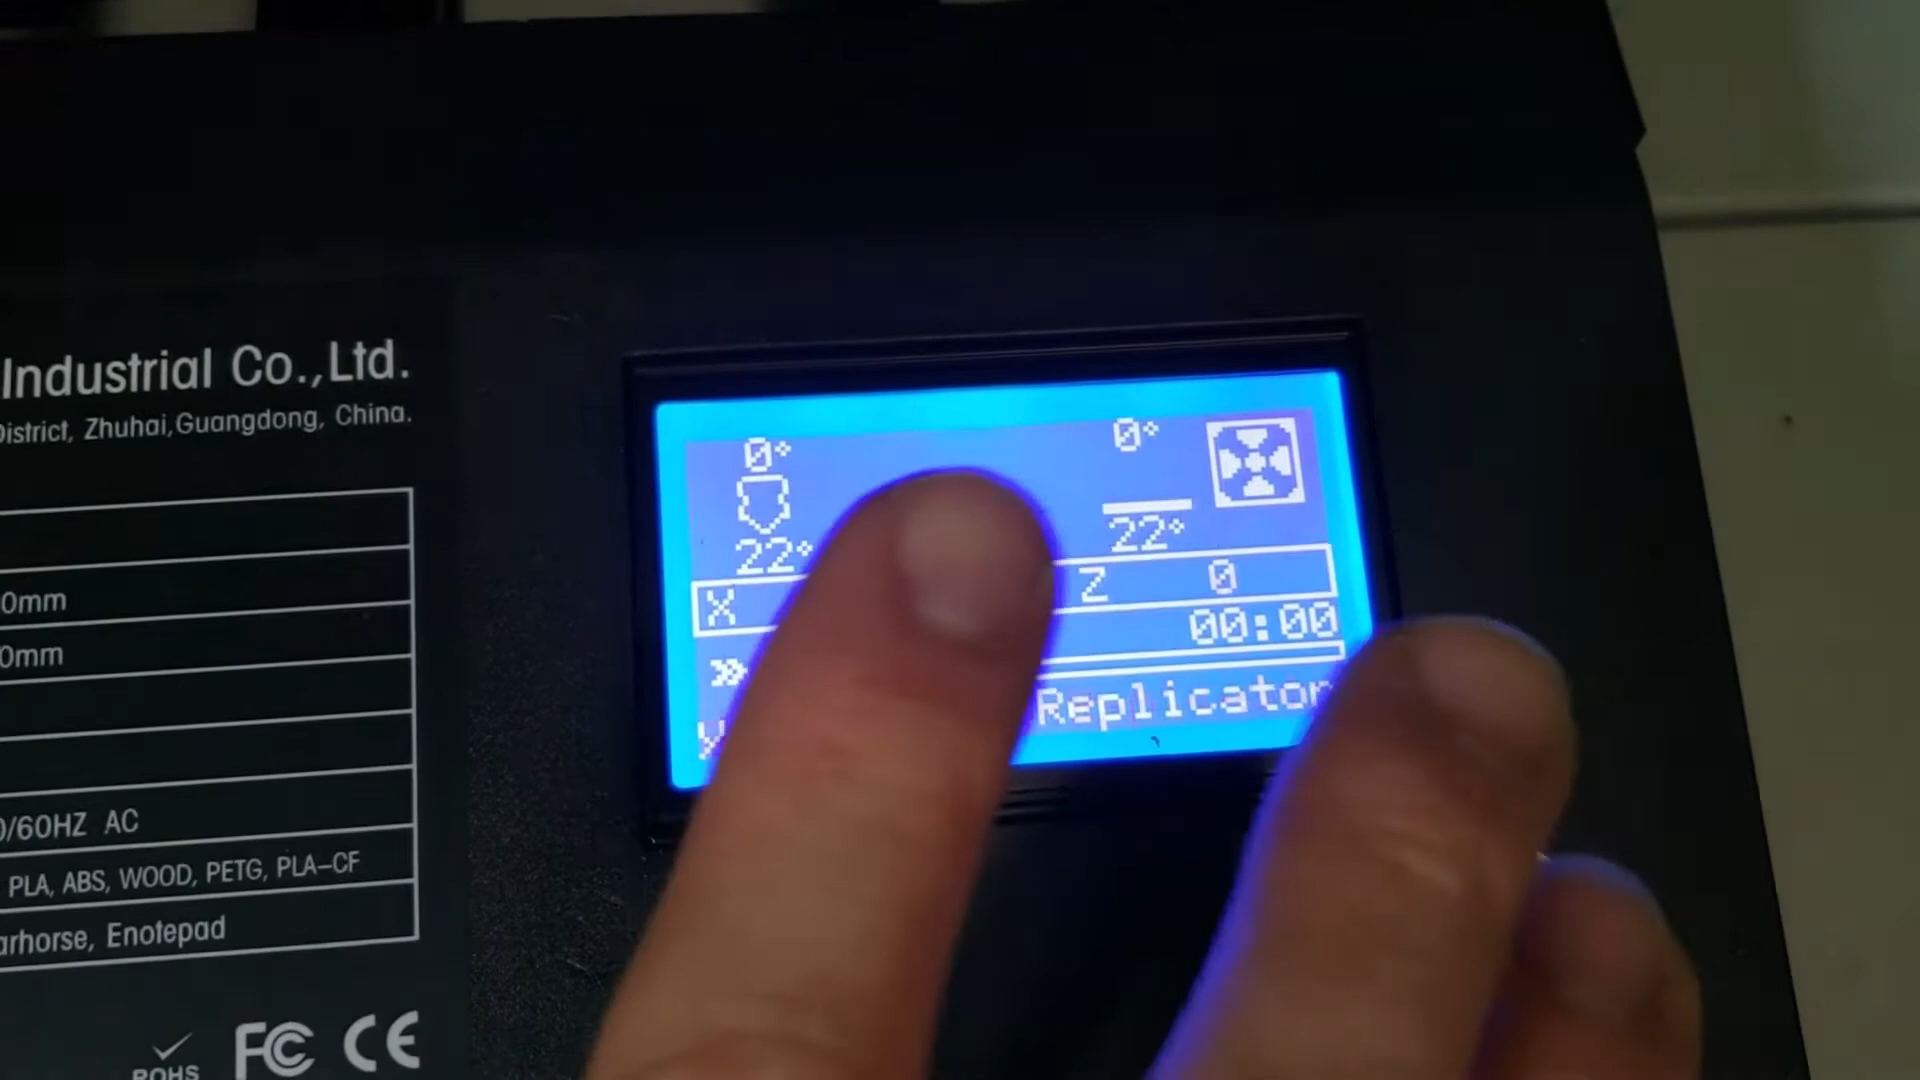 Industrial Co.,Ltd.
District, Zhuhai,Guangdong, China.
0mm
0mm
0/60HZ AC
PLA, ABS, WOOD, PETG, PLA-CF
arhorse, Enotepad
ROHS FC CE
0° 0°
22° 22°
X Z 0
00:00
Replicator